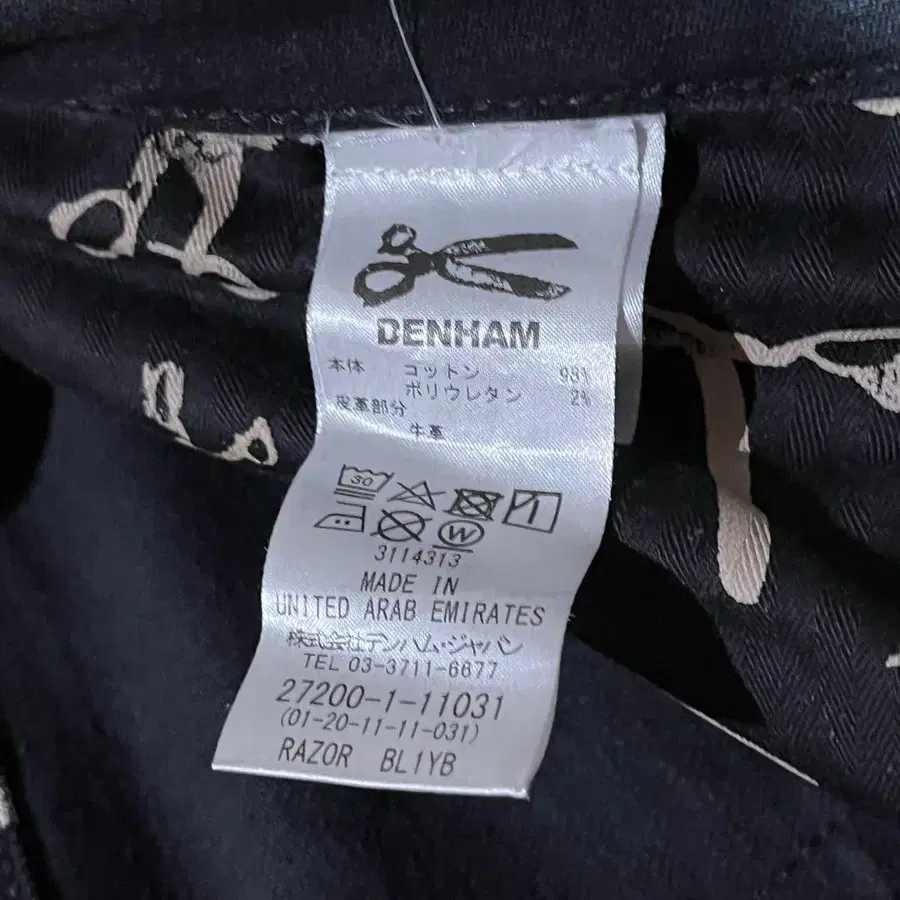 DENHAM
本体 コットン 98%
ポリウレタン 2%
皮革部分
牛革
30
W
3114313
MADE IN
UNITED ARAB EMIRATES
株式会社デンハム・ジャパン
TEL 03-3711-6677
27200-1-11031
(01-20-11-11-031)
RAZOR BL1YB